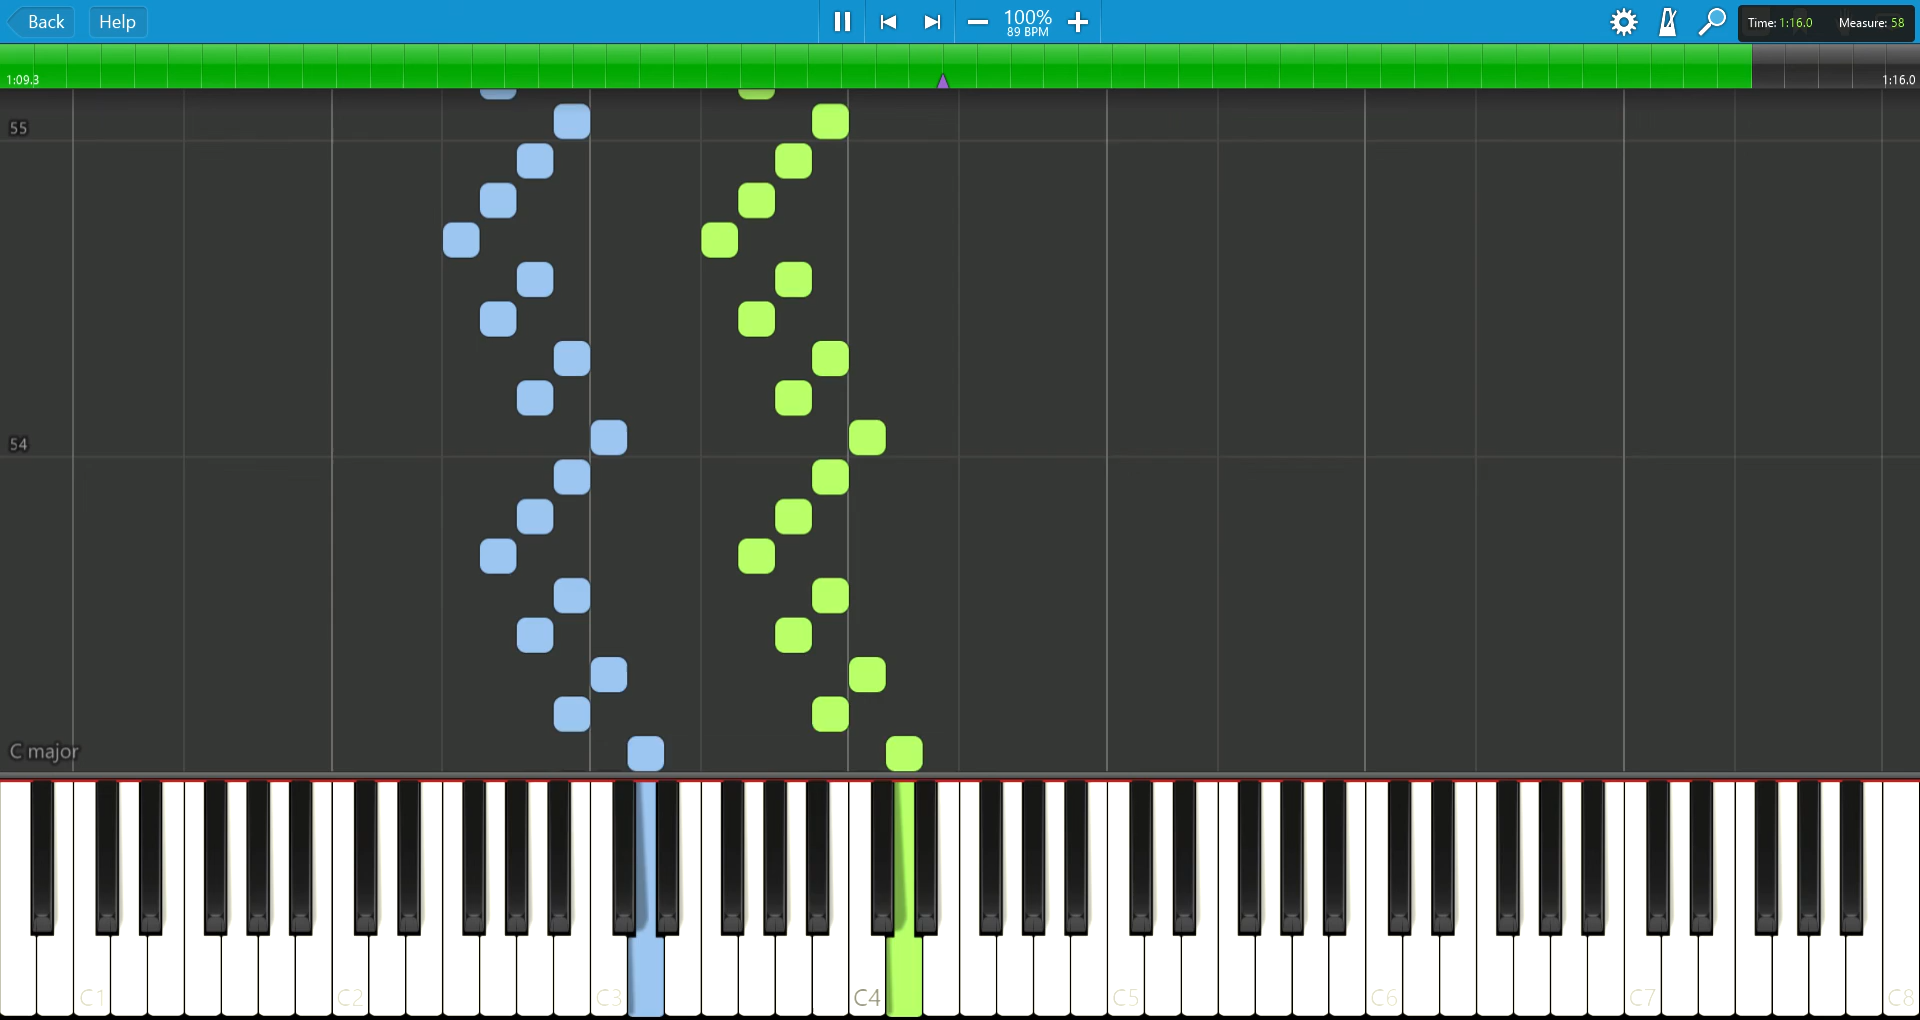 Back
Help
100%
89 BPM
Time: 1:16.0
Measure: 58
1:09.3
1:16.0
55
54
C major
C1
C2
C3
C4
C5
C6
C7
C8